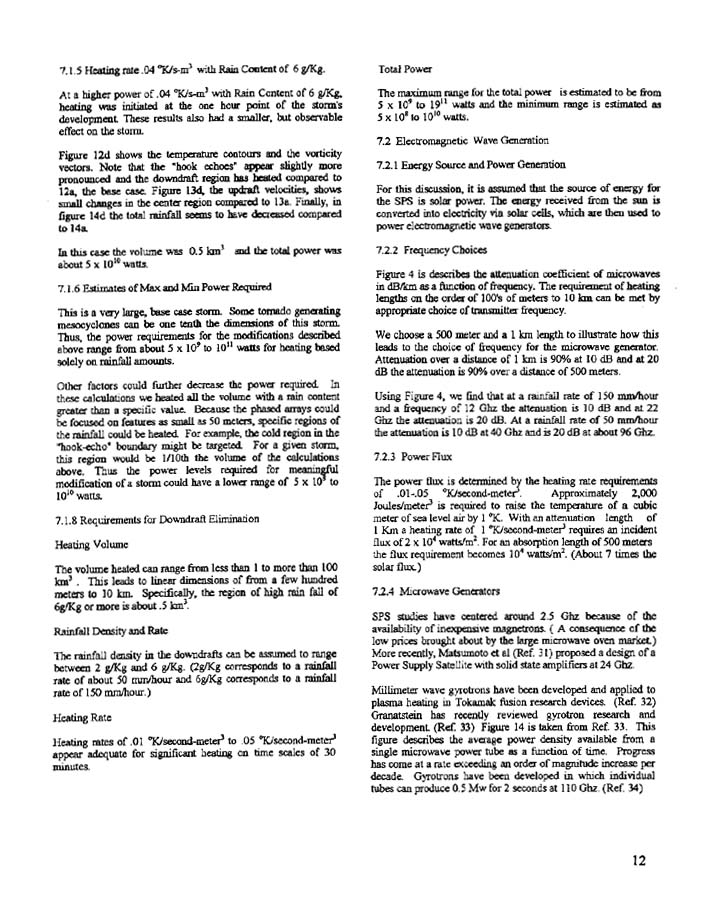 7.1.5 Heating rate .04 °K/s-m³ with Rain Content of 6 g/Kg.
At a higher power of .04 °K/s-m³ with Rain Content of 6 g/Kg,
heating was initiated at the one hour point of the storm's
development. These results also had a smaller, but observable
effect on the storm.
Figure 12d shows the temperature contours and the vorticity
vectors. Note that the "hook echoes" appear slightly more
pronounced and the downdraft region has heated compared to
12a, the base case. Figure 13d, the updraft velocities, shows
small changes in the center region compared to 13a. Finally, in
figure 14d the total rainfall seems to have decreased compared
to 14a.
In this case the volume was 0.5 km³ and the total power was
about 5 x 10¹⁰ watts.
7.1.6 Estimates of Max and Min Power Required
This is a very large, base case storm. Some tornado generating
mesocyclones can be one tenth the dimensions of this storm.
Thus, the power requirements for the modifications described
above range from about 5 x 10⁹ to 10¹¹ watts for heating based
solely on rainfall amounts.
Other factors could further decrease the power required. In
these calculations we heated all the volume with a rain content
greater than a specific value. Because the phased arrays could
be focused on features as small as 50 meters, specific regions of
the rainfall could be heated. For example, the cold region in the
"hook-echo" boundary might be targeted. For a given storm,
this region would be 1/10th the volume of the calculations
above. Thus the power levels required for meaningful
modification of a storm could have a lower range of 5 x 10⁸ to
10¹⁰ watts.
7.1.8 Requirements for Downdraft Elimination
Heating Volume
The volume heated can range from less than 1 to more than 100
km³ . This leads to linear dimensions of from a few hundred
meters to 10 km. Specifically, the region of high rain fall of
6g/Kg or more is about .5 km³.
Rainfall Density and Rate
The rainfall density in the downdrafts can be assumed to range
between 2 g/Kg and 6 g/Kg. (2g/Kg corresponds to a rainfall
rate of about 50 mm/hour and 6g/Kg corresponds to a rainfall
rate of 150 mm/hour.)
Heating Rate
Heating rates of .01 °K/second-meter³ to .05 °K/second-meter³
appear adequate for significant heating on time scales of 30
minutes.
Total Power
The maximum range for the total power is estimated to be from
5 x 10⁹ to 19¹¹ watts and the minimum range is estimated as
5 x 10⁸ to 10¹⁰ watts.
7.2 Electromagnetic Wave Generation
7.2.1 Energy Source and Power Generation
For this discussion, it is assumed that the source of energy for
the SPS is solar power. The energy received from the sun is
converted into electricity via solar cells, which are then used to
power electromagnetic wave generators.
7.2.2 Frequency Choices
Figure 4 is describes the attenuation coefficient of microwaves
in dB/km as a function of frequency. The requirement of heating
lengths on the order of 100's of meters to 10 km can be met by
appropriate choice of transmitter frequency.
We choose a 500 meter and a 1 km length to illustrate how this
leads to the choice of frequency for the microwave generator.
Attenuation over a distance of 1 km is 90% at 10 dB and at 20
dB the attenuation is 90% over a distance of 500 meters.
Using Figure 4, we find that at a rainfall rate of 150 mm/hour
and a frequency of 12 Ghz the attenuation is 10 dB and at 22
Ghz the attenuation is 20 dB. At a rainfall rate of 50 mm/hour
the attenuation is 10 dB at 40 Ghz and is 20 dB at about 96 Ghz.
7.2.3 Power Flux
The power flux is determined by the heating rate requirements
of .01-.05 °K/second-meter³. Approximately 2,000
Joules/meter³ is required to raise the temperature of a cubic
meter of sea level air by 1 °K. With an attenuation length of
1 Km a heating rate of 1 °K/second-meter³ requires an incident
flux of 2 x 10⁴ watts/m². For an absorption length of 500 meters
the flux requirement becomes 10⁴ watts/m². (About 7 times the
solar flux.)
7.2.4 Microwave Generators
SPS studies have centered around 2.5 Ghz because of the
availability of inexpensive magnetrons. ( A consequence of the
low prices brought about by the large microwave oven market.)
More recently, Matsumoto et al (Ref. 31) proposed a design of a
Power Supply Satellite with solid state amplifiers at 24 Ghz.
Millimeter wave gyrotrons have been developed and applied to
plasma heating in Tokamak fusion research devices. (Ref. 32)
Granatstein has recently reviewed gyrotron research and
development. (Ref. 33) Figure 14 is taken from Ref. 33. This
figure describes the average power density available from a
single microwave power tube as a function of time. Progress
has come at a rate exceeding an order of magnitude increase per
decade. Gyrotrons have been developed in which individual
tubes can produce 0.5 Mw for 2 seconds at 110 Ghz. (Ref. 34)
12